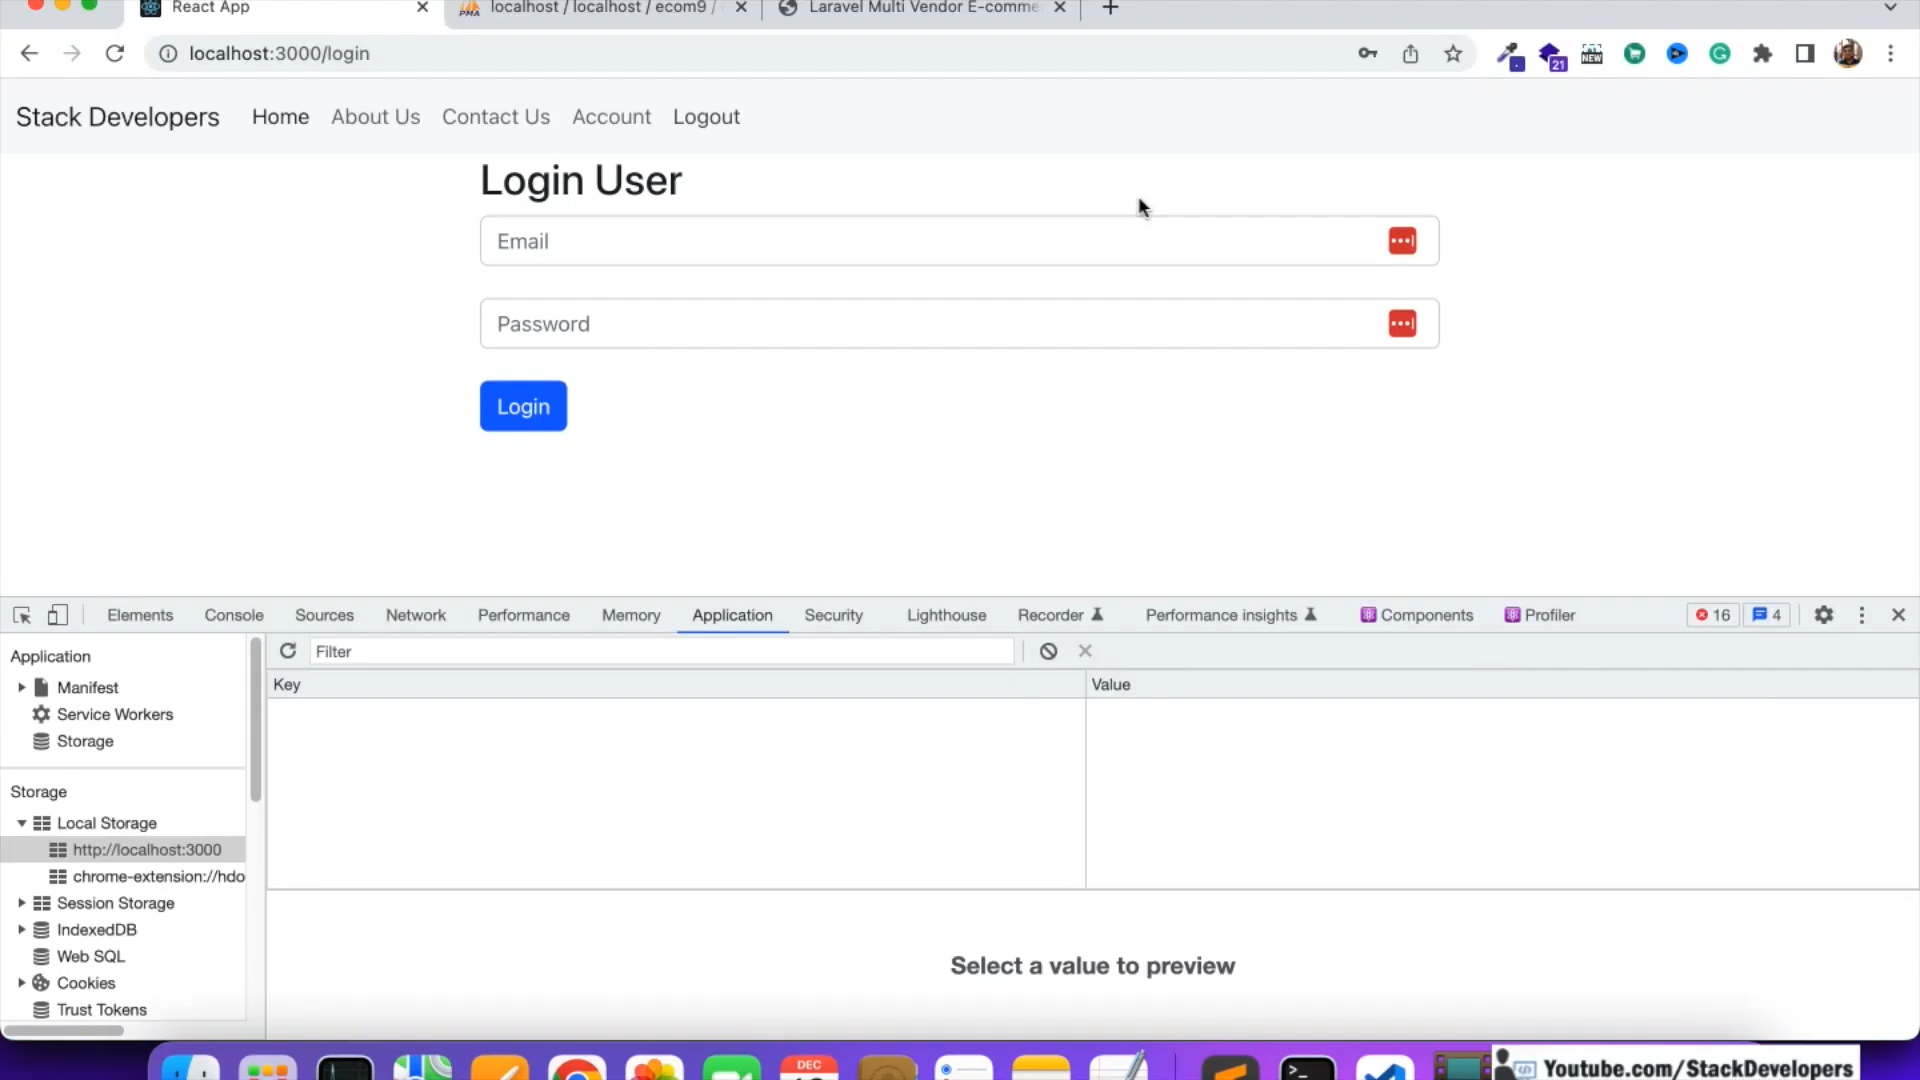 React App
localhost / localhost / ecom9 /
Laravel Multi Vendor E-comme
localhost:3000/login
21
NEW
Stack Developers
Home
About Us
Contact Us
Account
Logout
Login User
Email
Password
Login
Elements
Console
Sources
Network
Performance
Memory
Application
Security
Lighthouse
Recorder
Performance insights
Components
Profiler
16
4
Application
Manifest
Service Workers
Storage
Storage
Local Storage
http://localhost:3000
chrome-extension://hdo
Session Storage
IndexedDB
Web SQL
Cookies
Trust Tokens
Filter
Key
Value
Select a value to preview
DEC
Youtube.com/StackDevelopers